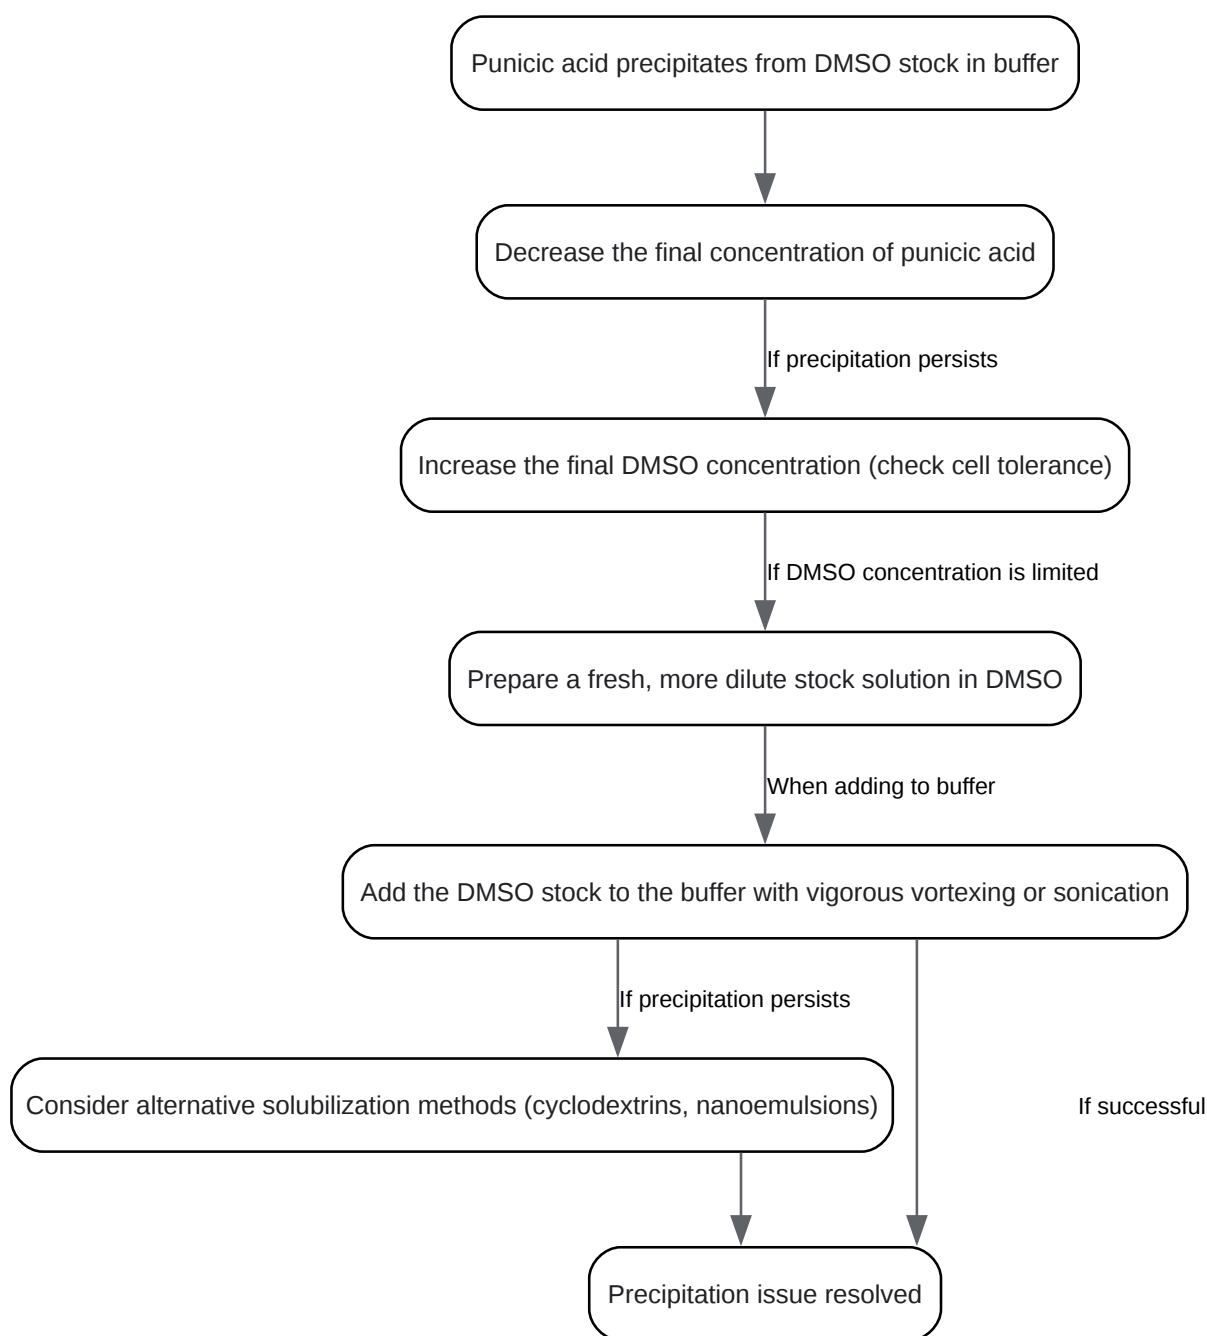 Punicic acid precipitates from DMSO stock in buffer
Decrease the final concentration of punicic acid
If precipitation persists
Increase the final DMSO concentration (check cell tolerance)
If DMSO concentration is limited
Prepare a fresh, more dilute stock solution in DMSO
When adding to buffer
Add the DMSO stock to the buffer with vigorous vortexing or sonication
If precipitation persists
Consider alternative solubilization methods (cyclodextrins, nanoemulsions)
If successful
Precipitation issue resolved